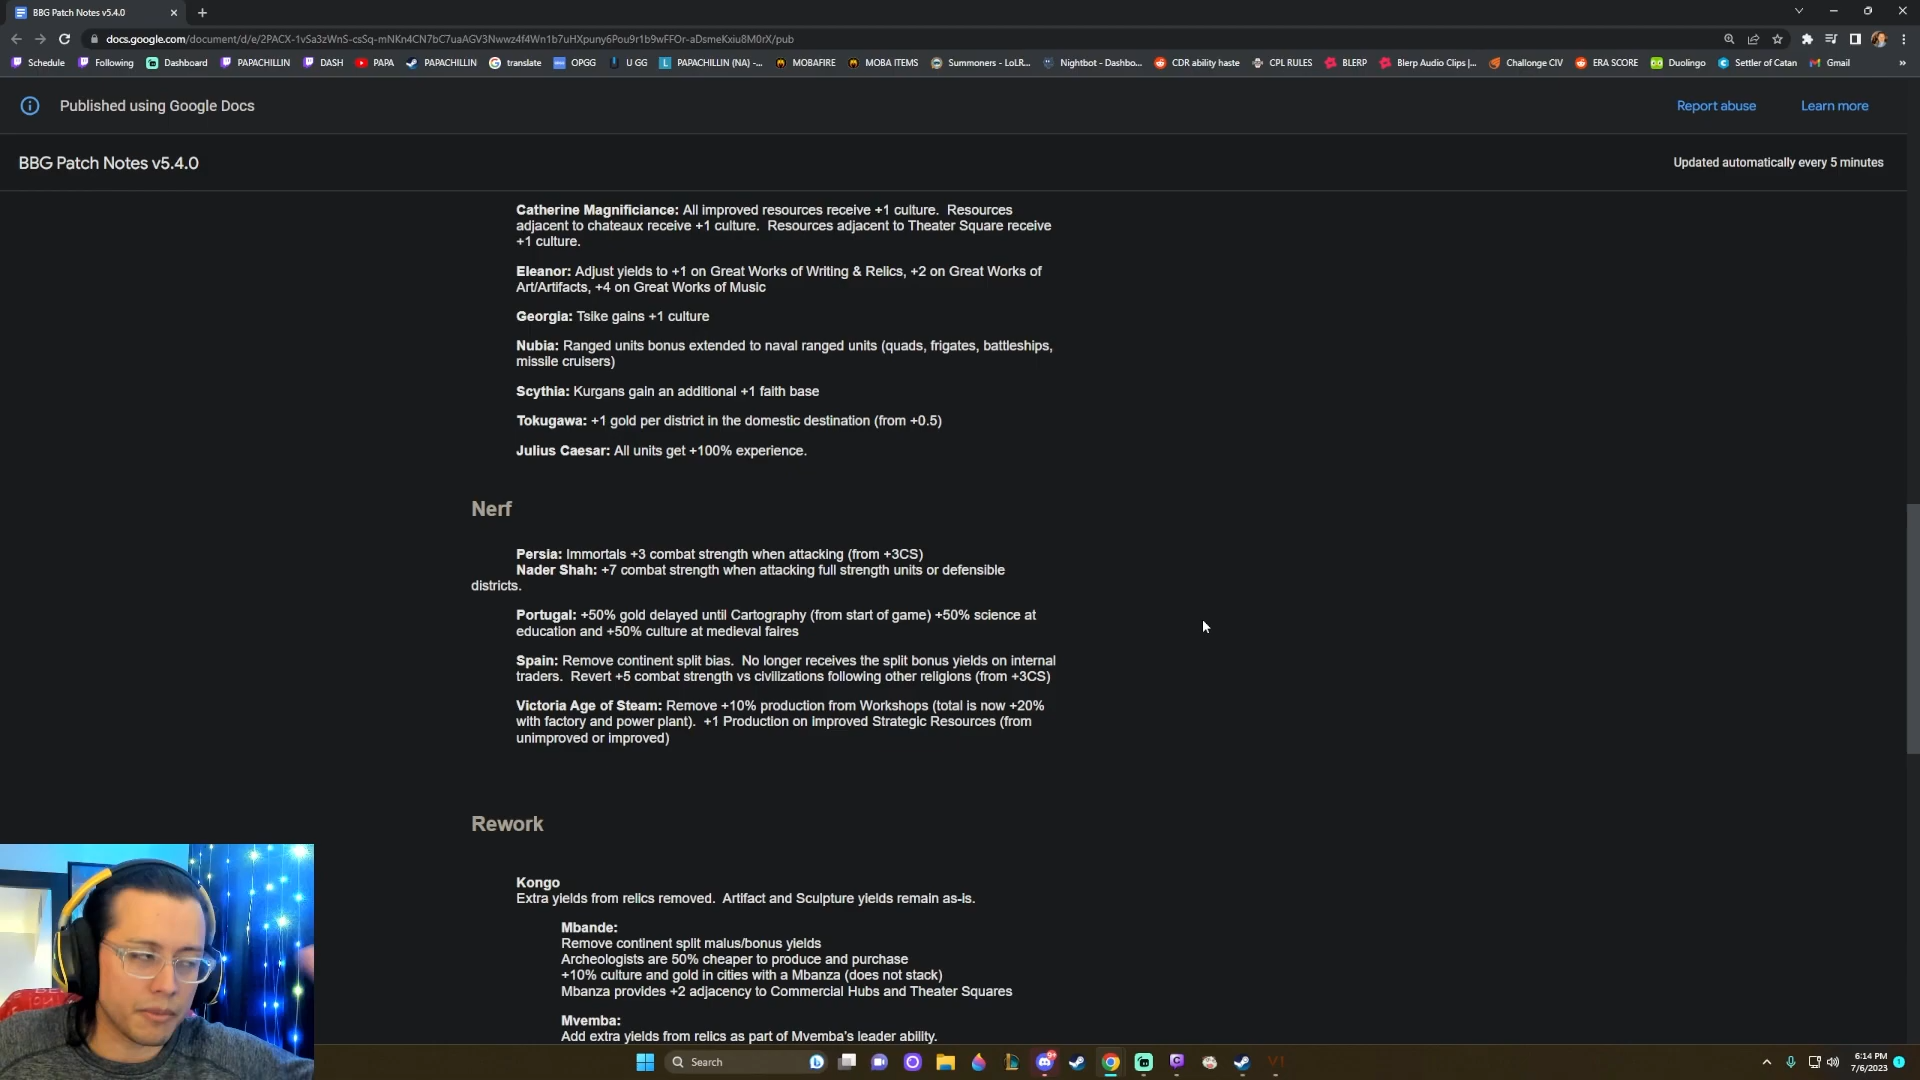 BBG Patch Notes v5.4.0
docs.google.com/document/d/e/2PACX-1vSa3zWnS-csSq-mNKn4CN7bC7uaAGV3Nwwz4f4Wn1b7uHXpuny6Pou9r1b9wFFOr-aDsmeKxiu8M0rX/pub
Schedule Following Dashboard PAPACHILLIN DASH PAPA PAPACHILLIN translate OPGG U GG PAPACHILLIN (NA) -... MOBAFIRE MOBA ITEMS Summoners - LoLR... Nightbot - Dashbo... CDR ability haste CPL RULES BLERP Blerp Audio Clips |... Challonge CIV ERA SCORE Duolingo Settler of Catan Gmail »
Published using Google Docs Report abuse Learn more
BBG Patch Notes v5.4.0 Updated automatically every 5 minutes
Catherine Magnificiance: All improved resources receive +1 culture. Resources
adjacent to chateaux receive +1 culture. Resources adjacent to Theater Square receive
+1 culture.
Eleanor: Adjust yields to +1 on Great Works of Writing & Relics, +2 on Great Works of
Art/Artifacts, +4 on Great Works of Music
Georgia: Tsike gains +1 culture
Nubia: Ranged units bonus extended to naval ranged units (quads, frigates, battleships,
missile cruisers)
Scythia: Kurgans gain an additional +1 faith base
Tokugawa: +1 gold per district in the domestic destination (from +0.5)
Julius Caesar: All units get +100% experience.
Nerf
Persia: Immortals +3 combat strength when attacking (from +3CS)
Nader Shah: +7 combat strength when attacking full strength units or defensible
districts.
Portugal: +50% gold delayed until Cartography (from start of game) +50% science at
education and +50% culture at medieval faires
Spain: Remove continent split bias. No longer receives the split bonus yields on internal
traders. Revert +5 combat strength vs civilizations following other religions (from +3CS)
Victoria Age of Steam: Remove +10% production from Workshops (total is now +20%
with factory and power plant). +1 Production on improved Strategic Resources (from
unimproved or improved)
Rework
Kongo
Extra yields from relics removed. Artifact and Sculpture yields remain as-is.
Mbande:
Remove continent split malus/bonus yields
Archeologists are 50% cheaper to produce and purchase
+10% culture and gold in cities with a Mbanza (does not stack)
Mbanza provides +2 adjacency to Commercial Hubs and Theater Squares
Mvemba:
Add extra yields from relics as part of Mvemba's leader ability.
Search 6:14 PM
7/6/2023